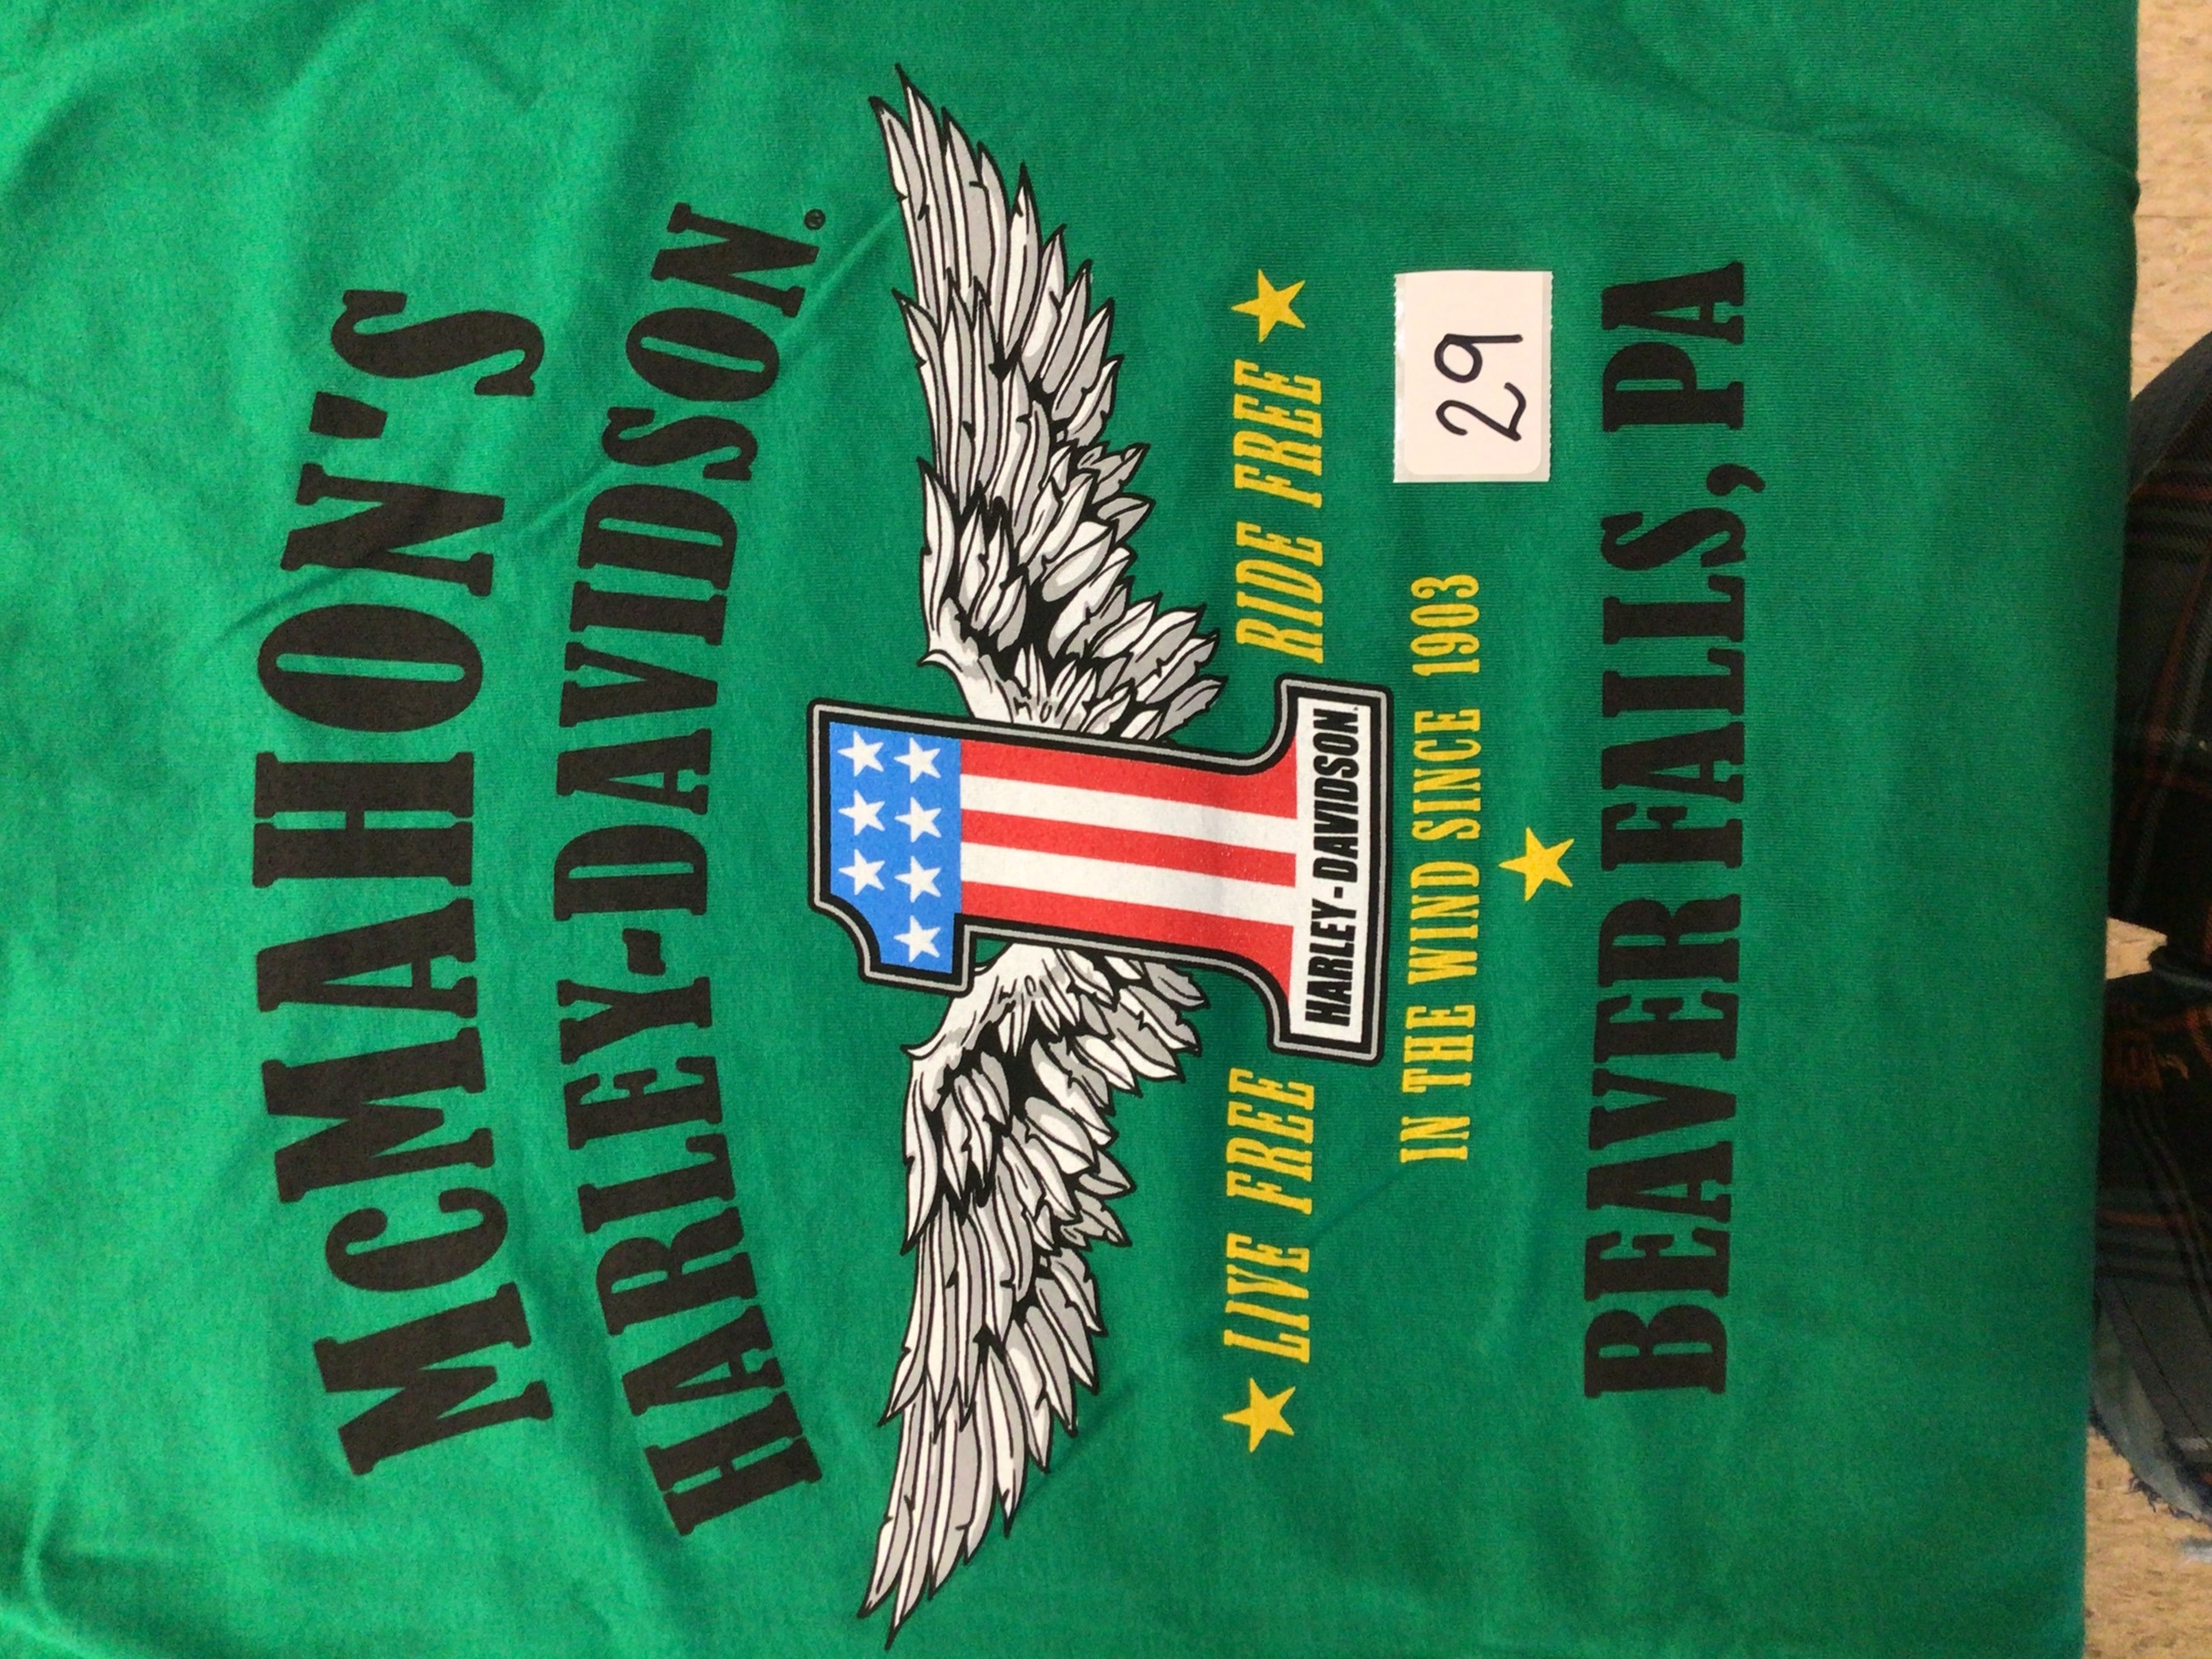 McMAHON'S
HARLEY-DAVIDSON®
HARLEY-DAVIDSON
★ LIVE FREE RIDE FREE ★
IN THE WIND SINCE 1903
29
BEAVER FALLS, PA